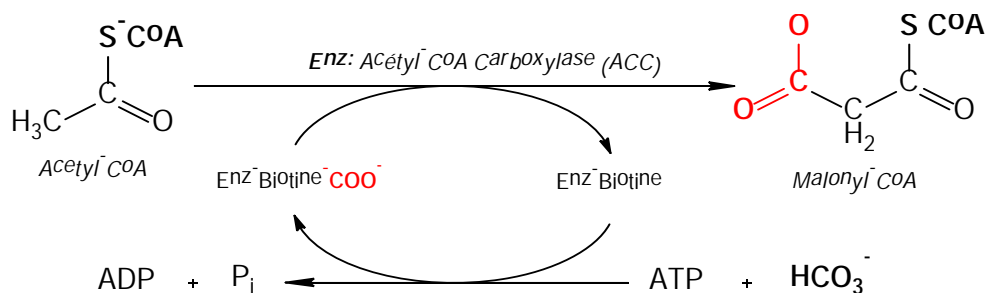 S-CoA
O
S CoA
Enz: Acétyl-CoA Carboxylase (ACC)
C
C
C
H3C
O
O
C
H2
O
Acetyl-CoA
Enz-Biotine-COO-
Enz-Biotine
Malonyl-CoA
ADP + Pi
ATP + HCO3-